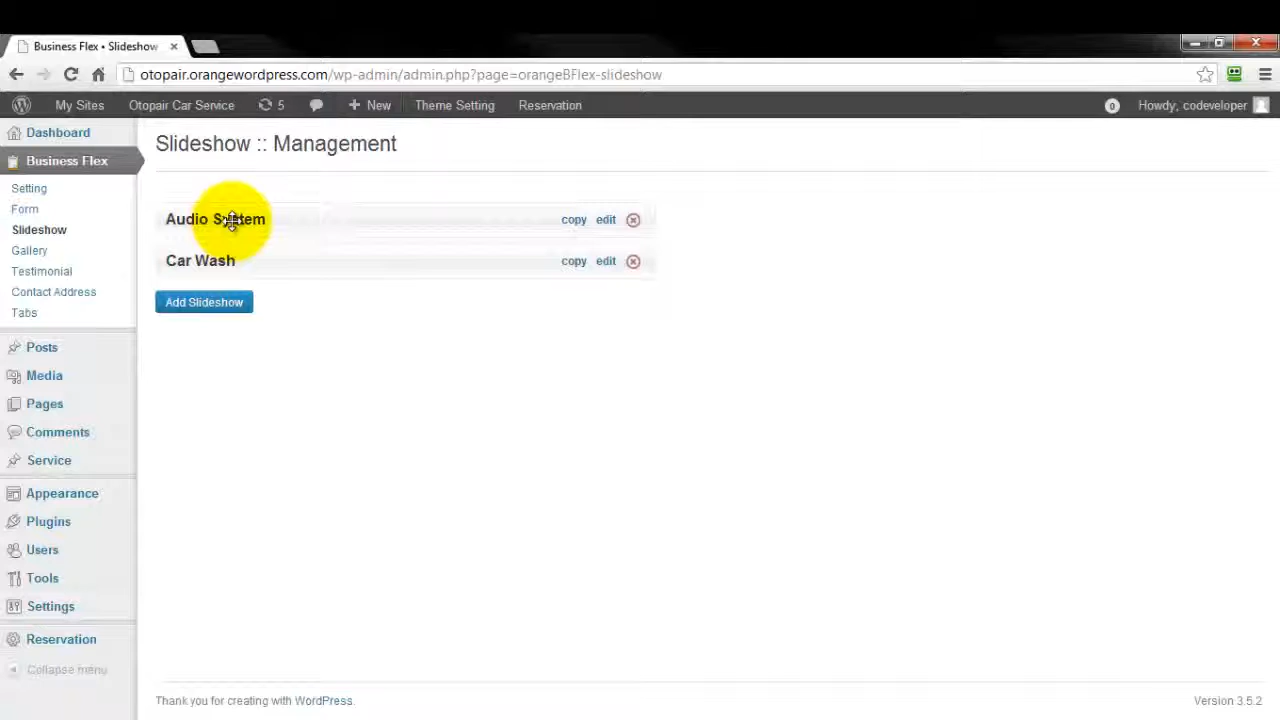 Business Flex • Slideshow
otopair.orangewordpress.com/wp-admin/admin.php?page=orangeBFlex-slideshow
My Sites Otopair Car Service 5 New Theme Setting Reservation 0 Howdy, codeveloper
Dashboard
Business Flex
Setting
Form
Slideshow
Gallery
Testimonial
Contact Address
Tabs
Posts
Media
Pages
Comments
Service
Appearance
Plugins
Users
Tools
Settings
Reservation
Collapse menu
Slideshow :: Management
Audio System copy edit
Car Wash copy edit
Add Slideshow
Thank you for creating with WordPress. Version 3.5.2